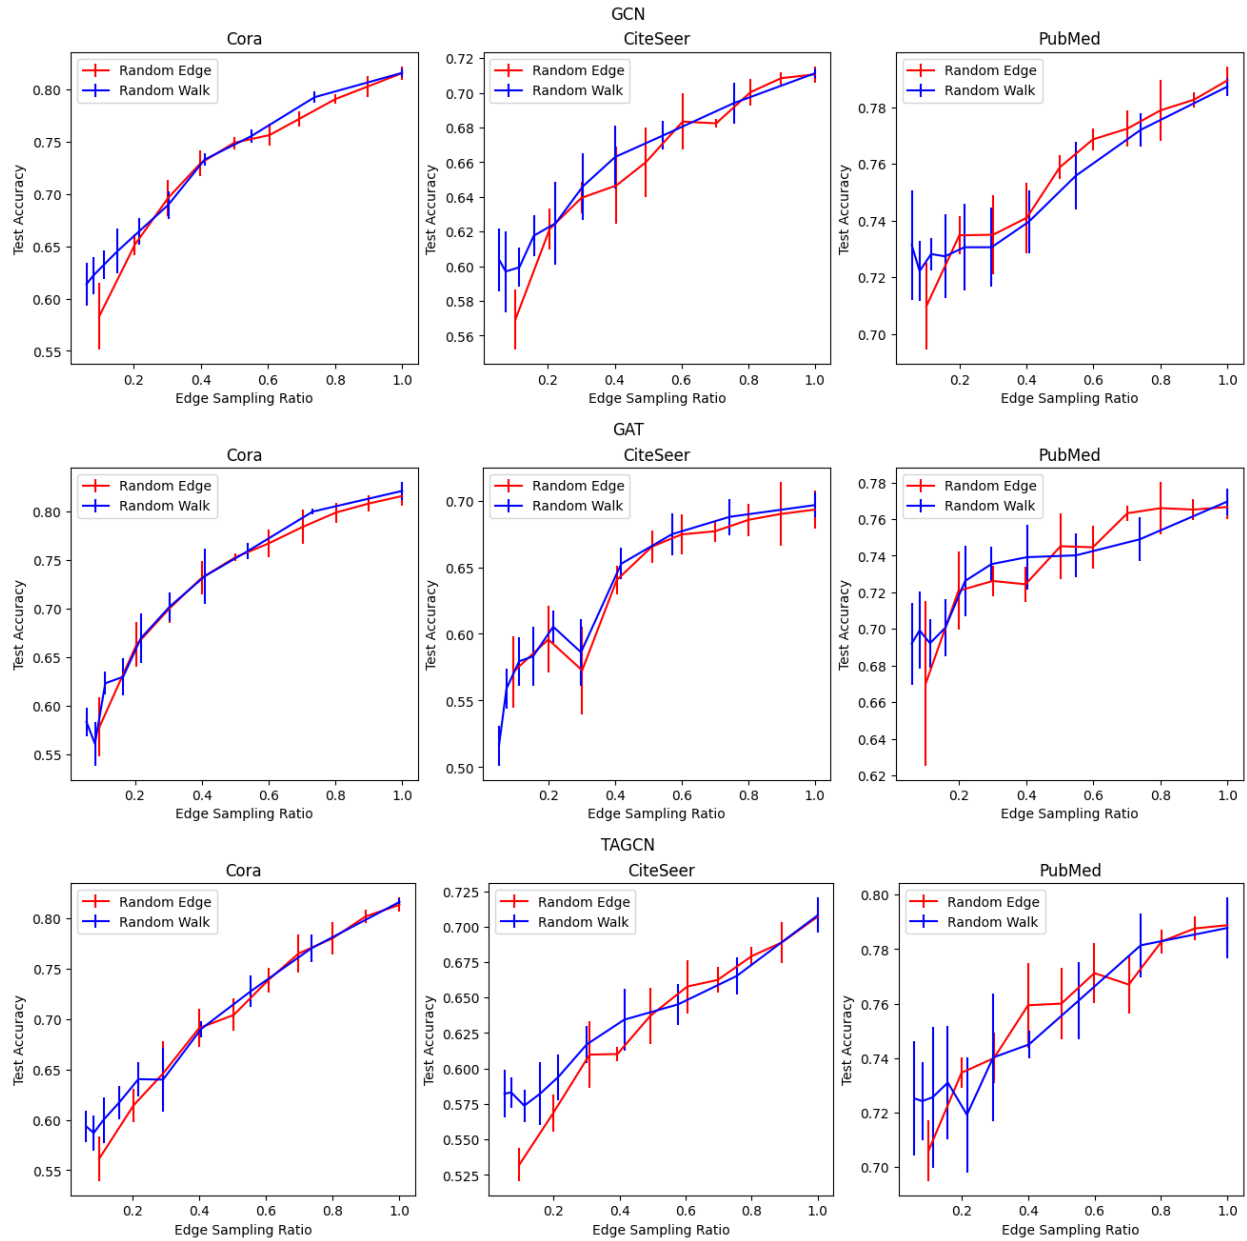 GCN
Cora
Random Edge
Random Walk
0.80
0.75
0.70
0.65
0.60
0.55
Test Accuracy
0.2 0.4 0.6 0.8 1.0
Edge Sampling Ratio
CiteSeer
Random Edge
Random Walk
0.72
0.70
0.68
0.66
0.64
0.62
0.60
0.58
0.56
Test Accuracy
0.2 0.4 0.6 0.8 1.0
Edge Sampling Ratio
PubMed
Random Edge
Random Walk
0.78
0.76
0.74
0.72
0.70
Test Accuracy
0.2 0.4 0.6 0.8 1.0
Edge Sampling Ratio
GAT
Cora
Random Edge
Random Walk
0.80
0.75
0.70
0.65
0.60
0.55
Test Accuracy
0.2 0.4 0.6 0.8 1.0
Edge Sampling Ratio
CiteSeer
Random Edge
Random Walk
0.70
0.65
0.60
0.55
0.50
Test Accuracy
0.2 0.4 0.6 0.8 1.0
Edge Sampling Ratio
PubMed
Random Edge
Random Walk
0.78
0.76
0.74
0.72
0.70
0.68
0.66
0.64
0.62
Test Accuracy
0.2 0.4 0.6 0.8 1.0
Edge Sampling Ratio
TAGCN
Cora
Random Edge
Random Walk
0.80
0.75
0.70
0.65
0.60
0.55
Test Accuracy
0.2 0.4 0.6 0.8 1.0
Edge Sampling Ratio
CiteSeer
Random Edge
Random Walk
0.725
0.700
0.675
0.650
0.625
0.600
0.575
0.550
0.525
Test Accuracy
0.2 0.4 0.6 0.8 1.0
Edge Sampling Ratio
PubMed
Random Edge
Random Walk
0.80
0.78
0.76
0.74
0.72
0.70
Test Accuracy
0.2 0.4 0.6 0.8 1.0
Edge Sampling Ratio